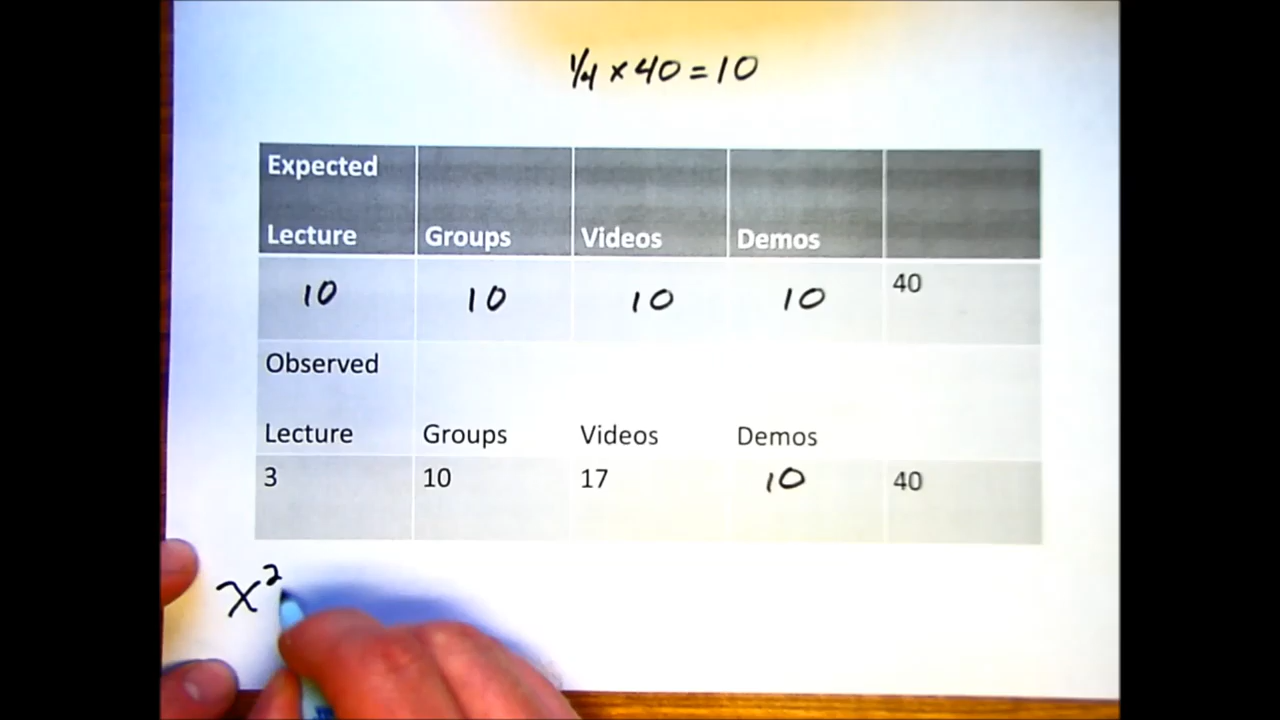 ¼ × 40 = 10
Expected
Lecture Groups Videos Demos
10 10 10 10 40
Observed
Lecture Groups Videos Demos
3 10 17 10 40
χ²